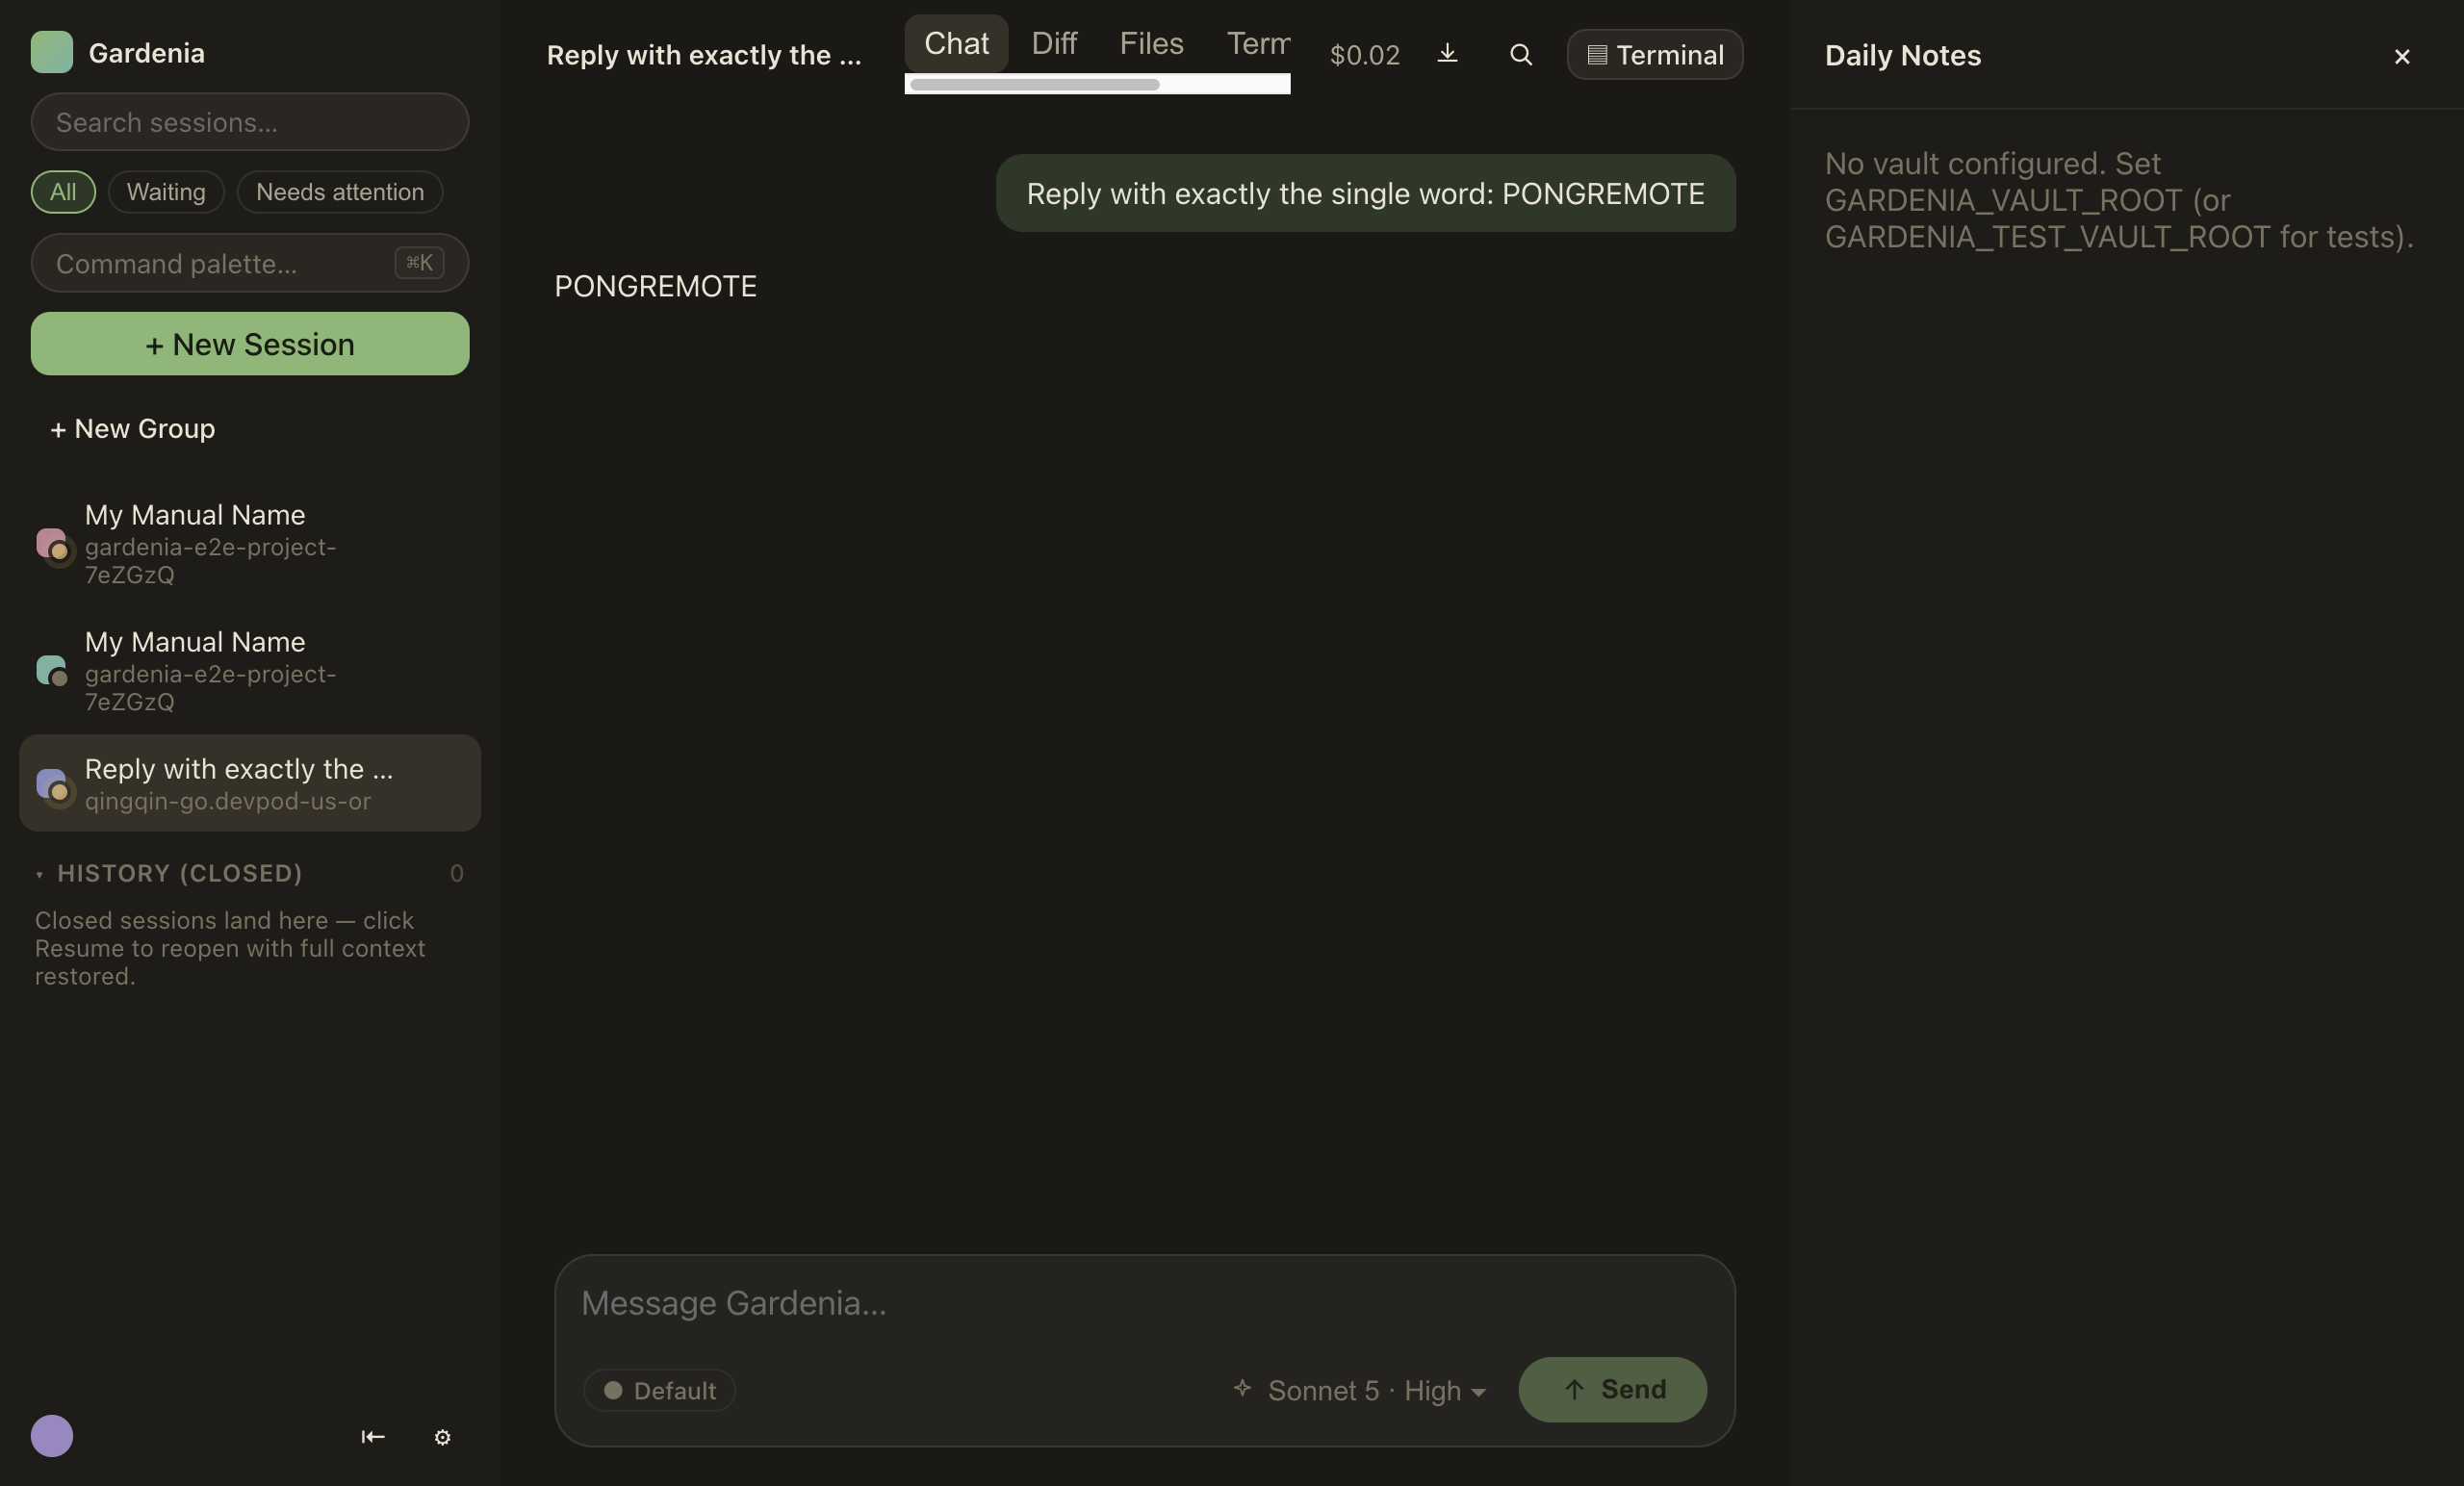 Gardenia
Search sessions...
All
Waiting
Needs attention
Command palette...
⌘K
+ New Session
+ New Group
My Manual Name
gardenia-e2e-project-
7eZGzQ
My Manual Name
gardenia-e2e-project-
7eZGzQ
Reply with exactly the ...
qingqin-go.devpod-us-or
HISTORY (CLOSED)
0
Closed sessions land here — click
Resume to reopen with full context
restored.
Reply with exactly the ...
Chat
Diff
Files
Term
$0.02
Terminal
Reply with exactly the single word: PONGREMOTE
PONGREMOTE
Message Gardenia...
Default
Sonnet 5 · High
Send
Daily Notes
No vault configured. Set
GARDENIA_VAULT_ROOT (or
GARDENIA_TEST_VAULT_ROOT for tests).